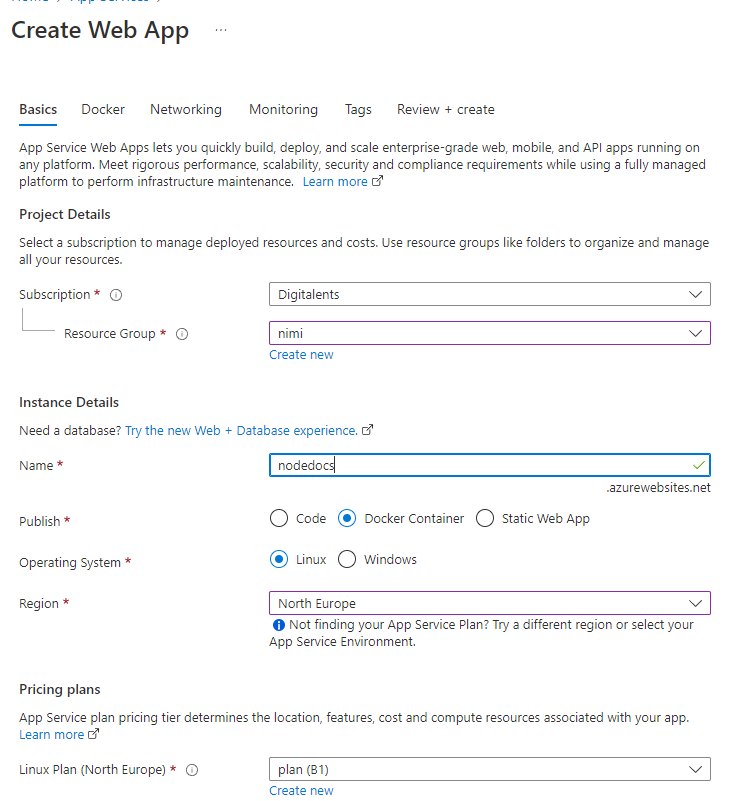 Home > App Services >
Create Web App ...
Basics Docker Networking Monitoring Tags Review + create
App Service Web Apps lets you quickly build, deploy, and scale enterprise-grade web, mobile, and API apps running on
any platform. Meet rigorous performance, scalability, security and compliance requirements while using a fully managed
platform to perform infrastructure maintenance. Learn more
Project Details
Select a subscription to manage deployed resources and costs. Use resource groups like folders to organize and manage
all your resources.
Subscription * Digitalents
Resource Group * nimi
Create new
Instance Details
Need a database? Try the new Web + Database experience.
Name * nodedocs
.azurewebsites.net
Publish * Code Docker Container Static Web App
Operating System * Linux Windows
Region * North Europe
Not finding your App Service Plan? Try a different region or select your
App Service Environment.
Pricing plans
App Service plan pricing tier determines the location, features, cost and compute resources associated with your app.
Learn more
Linux Plan (North Europe) * plan (B1)
Create new